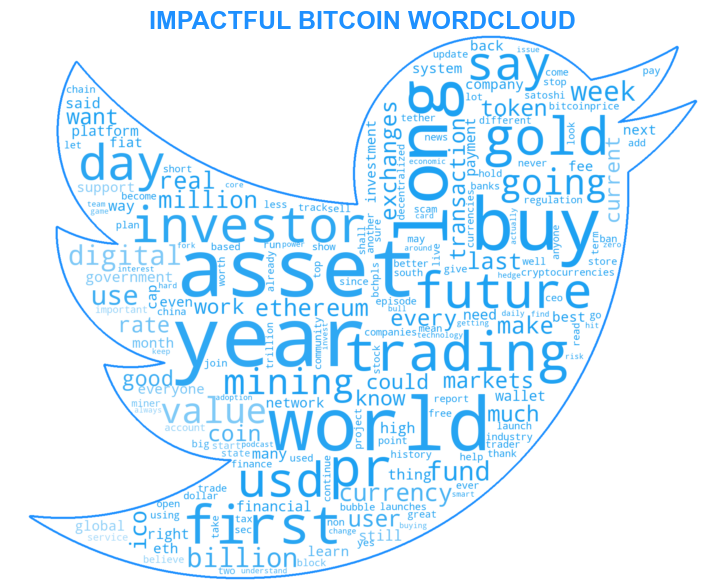 IMPACTFUL BITCOIN WORDCLOUD
update issue
back
system say come pay
chain
company stop
said lot satoshi week
want tether token bitcoinprice
platform different
let fiat exchanges news gold look next
day short investment long transaction payment add
real economic never fee
support core decentralized hold going current
become million less scam banks regulation
team
game way track sell card currencies
plan investor shall may buy actually ban
fork another sure around anyone term zero
digital based run power show better live last well store
interest already top asset south give hedge cryptocurrencies
government worth since bchpls future ceo
hard episode
use cap even work ethereum bull daily find best go
important china every need getting make hit
rate trillion community companies mean technology read
month invest year stock trading risk
keep join
good mining could markets
everyone network know wallet
miner adoption project report
always value free much
account world high launch
coin start podcast point industry
big many trader
state used history thank
finance pr help
trade usd continue thing fund ever
dollar currency smart
open first financial bubble launches
using take tax non great buying
global ico sec change user
service right yes still
eth learn
believe billion block
two understand